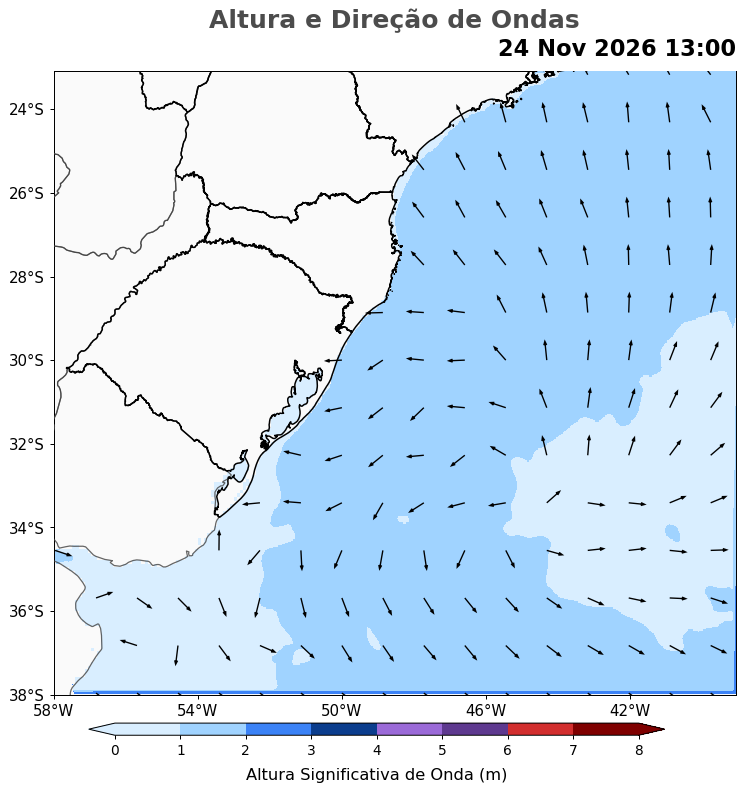 Altura e Direção de Ondas
24 Nov 2026 13:00
24°S
26°S
28°S
30°S
32°S
34°S
36°S
38°S
58°W 54°W 50°W 46°W 42°W
0 1 2 3 4 5 6 7 8
Altura Significativa de Onda (m)